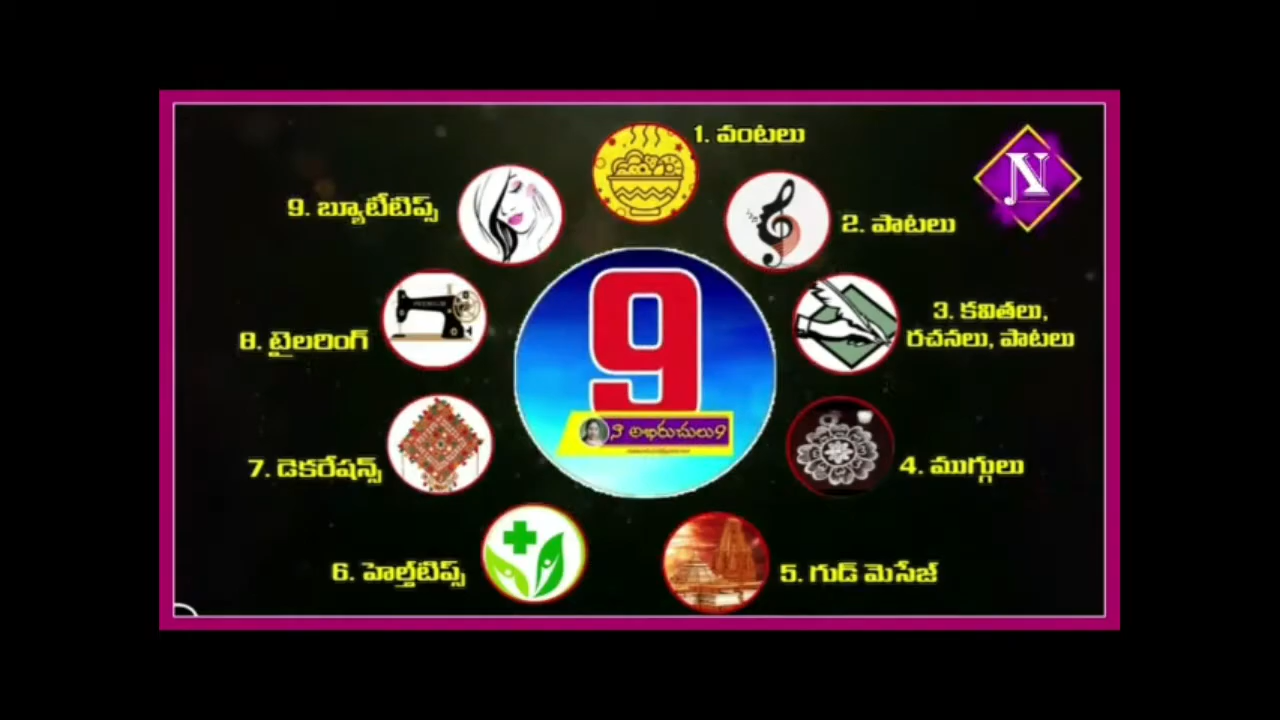 1. వంటలు
2. పాటలు
3. కవితలు,
రచనలు, పాటలు
4. ముగ్గులు
5. గుడ్ మెసేజ్
6. హెల్త్‌టిప్స్
7. డెకరేషన్స్
8. టైలరింగ్
9. బ్యూటీటిప్స్
9
నా అభిరుచులు9
N